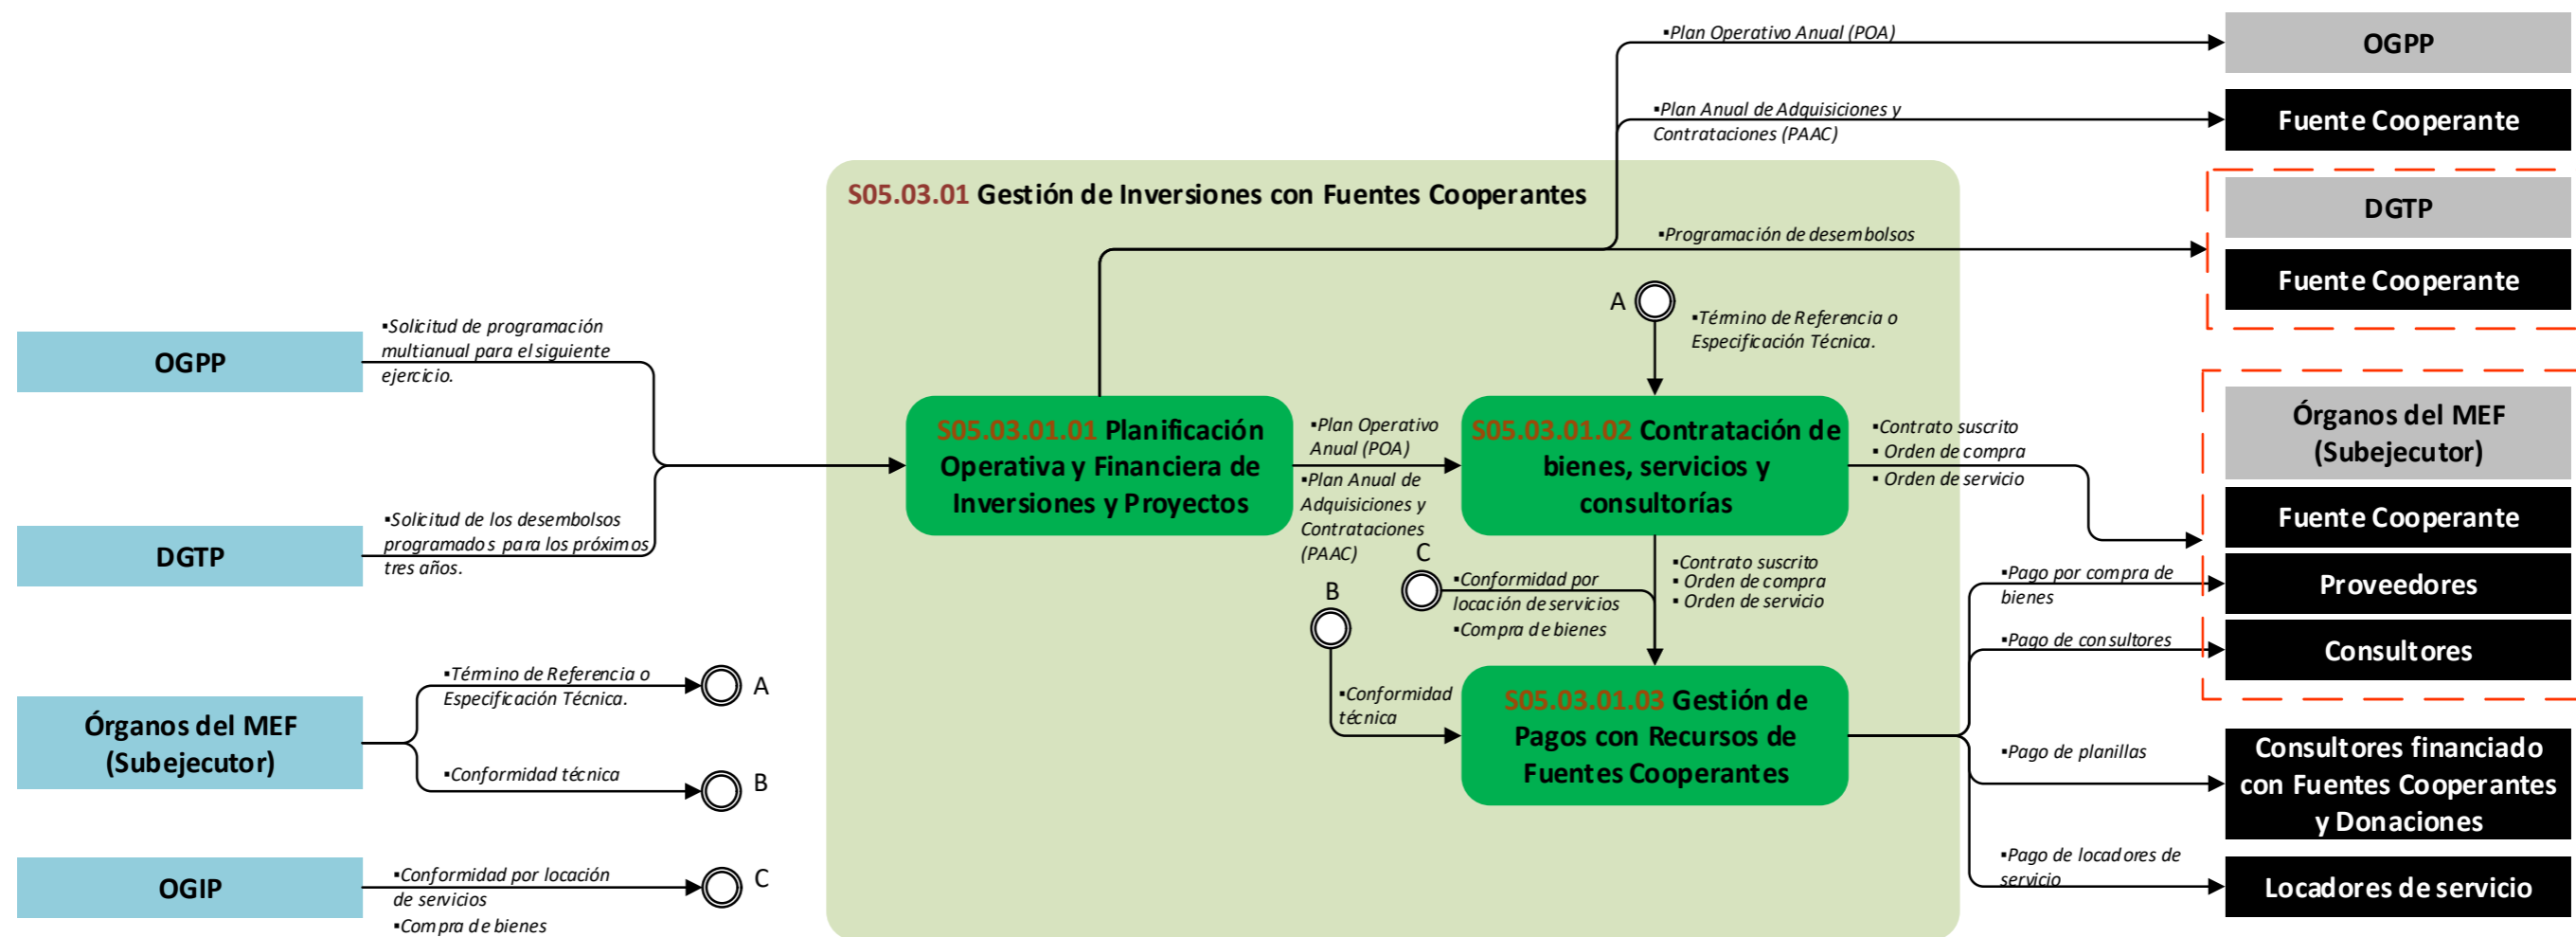 ▪Plan Operativo Anual (POA)
OGPP
▪Plan Anual de Adquisiciones y
Contrataciones (PAAC)
Fuente Cooperante
S05.03.01 Gestión de Inversiones con Fuentes Cooperantes
DGTP
▪Programación de desembolsos
Fuente Cooperante
A
▪Término de Referencia o
Especificación Técnica.
▪Solicitud de programación
multianual para el siguiente
ejercicio.
OGPP
Órganos del MEF
(Subejecutor)
S05.03.01.01 Planificación
Operativa y Financiera de
Inversiones y Proyectos
▪Plan Operativo
Anual (POA)
▪Plan Anual de
Adquisiciones y
Contrataciones
(PAAC)
S05.03.01.02 Contratación de
bienes, servicios y
consultorías
▪Contrato suscrito
▪ Orden de compra
▪ Orden de servicio
Fuente Cooperante
▪Solicitud de los desembolsos
programados para los próximos
tres años.
DGTP
C
▪Conformidad por
locación de servicios
▪Compra de bienes
▪Contrato suscrito
▪ Orden de compra
▪ Orden de servicio
▪Pago por compra de
bienes
Proveedores
B
▪Pago de consultores
Consultores
▪Término de Referencia o
Especificación Técnica.
A
▪Conformidad
técnica
S05.03.01.03 Gestión de
Pagos con Recursos de
Fuentes Cooperantes
Órganos del MEF
(Subejecutor)
▪Conformidad técnica
B
▪Pago de planillas
Consultores financiado
con Fuentes Cooperantes
y Donaciones
OGIP
▪Conformidad por locación
de servicios
▪Compra de bienes
C
▪Pago de locadores de
servicio
Locadores de servicio